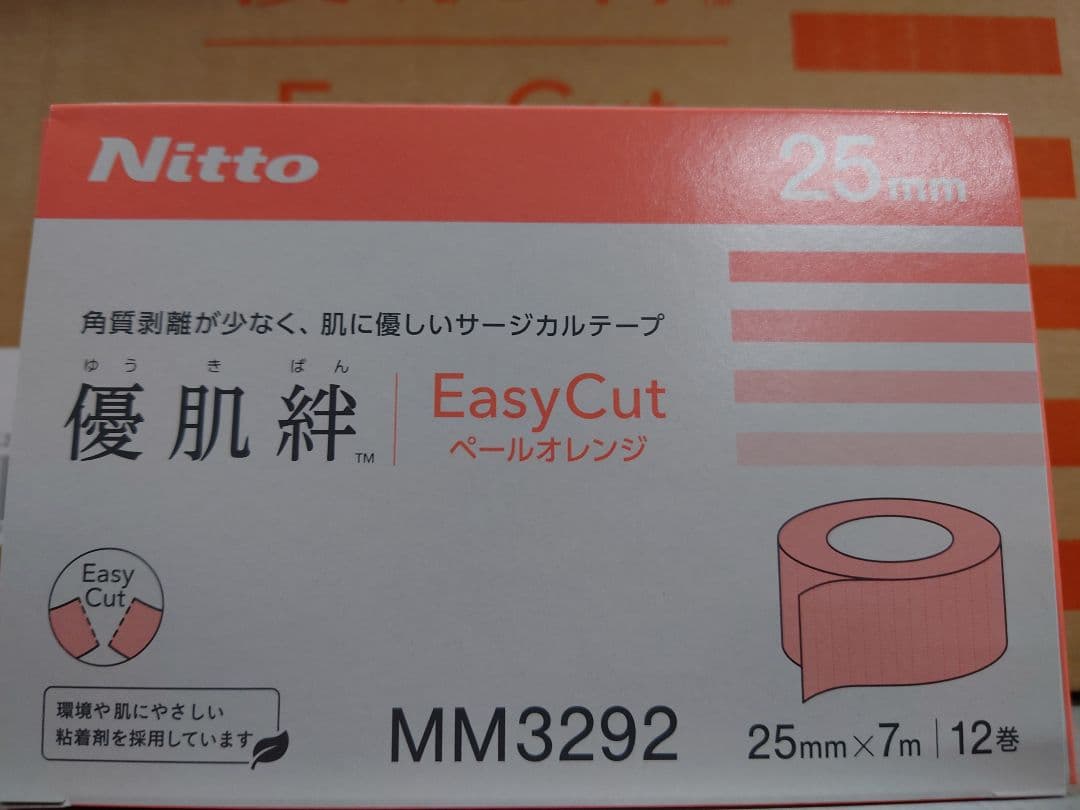 Nitto
25mm
角質剥離が少なく、肌に優しいサージカルテープ
ゆう き ばん
優肌絆™
EasyCut
ペールオレンジ
Easy
Cut
環境や肌にやさしい
粘着剤を採用しています
MM3292
25mm×7m | 12巻